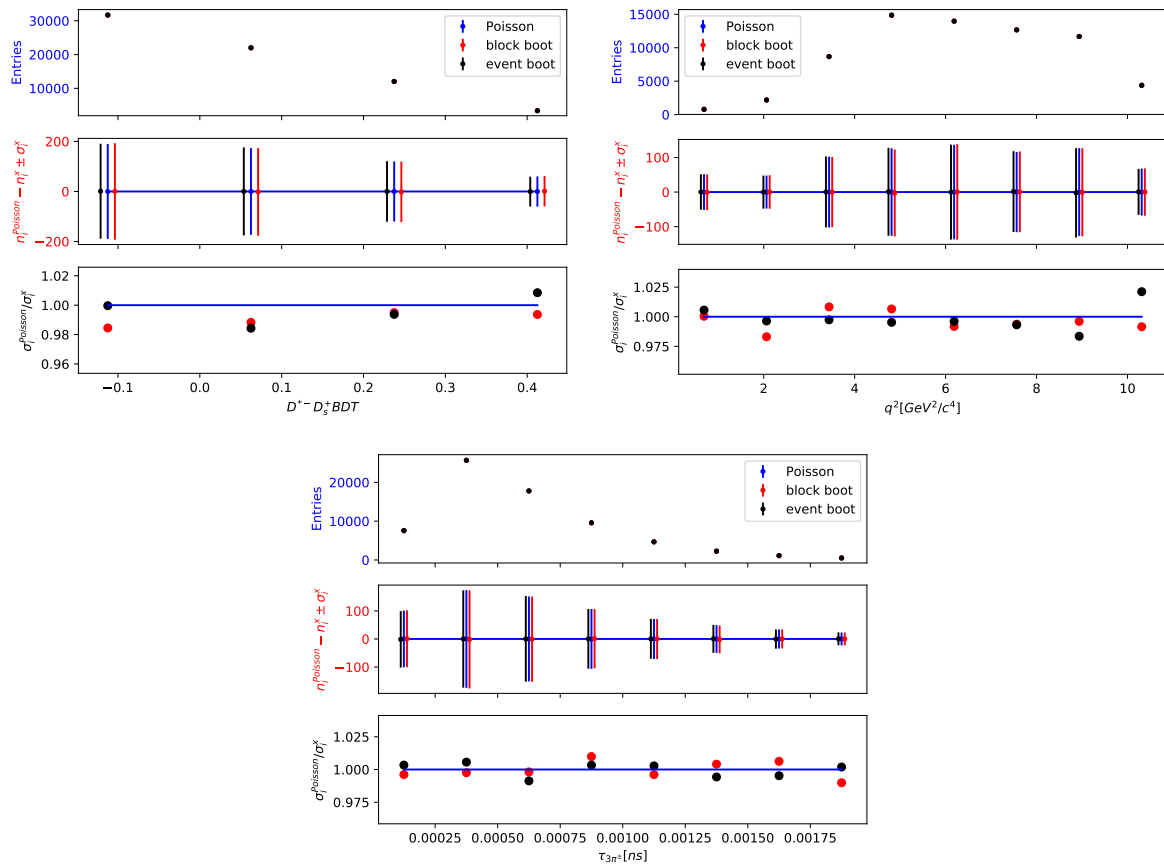 30000
20000
10000
Entries
Poisson
block boot
event boot
200
0
−200
n_i^{Poisson} − n_i^x ± σ_i^x
1.02
1.00
0.98
0.96
σ_i^{Poisson}/σ_i^x
−0.1 0.0 0.1 0.2 0.3 0.4
D^{*−}D_s^+BDT
15000
10000
5000
0
Entries
Poisson
block boot
event boot
100
0
−100
n_i^{Poisson} − n_i^x ± σ_i^x
1.025
1.000
0.975
σ_i^{Poisson}/σ_i^x
2 4 6 8 10
q^2[GeV^2/c^4]
20000
10000
0
Entries
Poisson
block boot
event boot
100
0
−100
n_i^{Poisson} − n_i^x ± σ_i^x
1.025
1.000
0.975
σ_i^{Poisson}/σ_i^x
0.00025 0.00050 0.00075 0.00100 0.00125 0.00150 0.00175
τ_{3π^±}[ns]